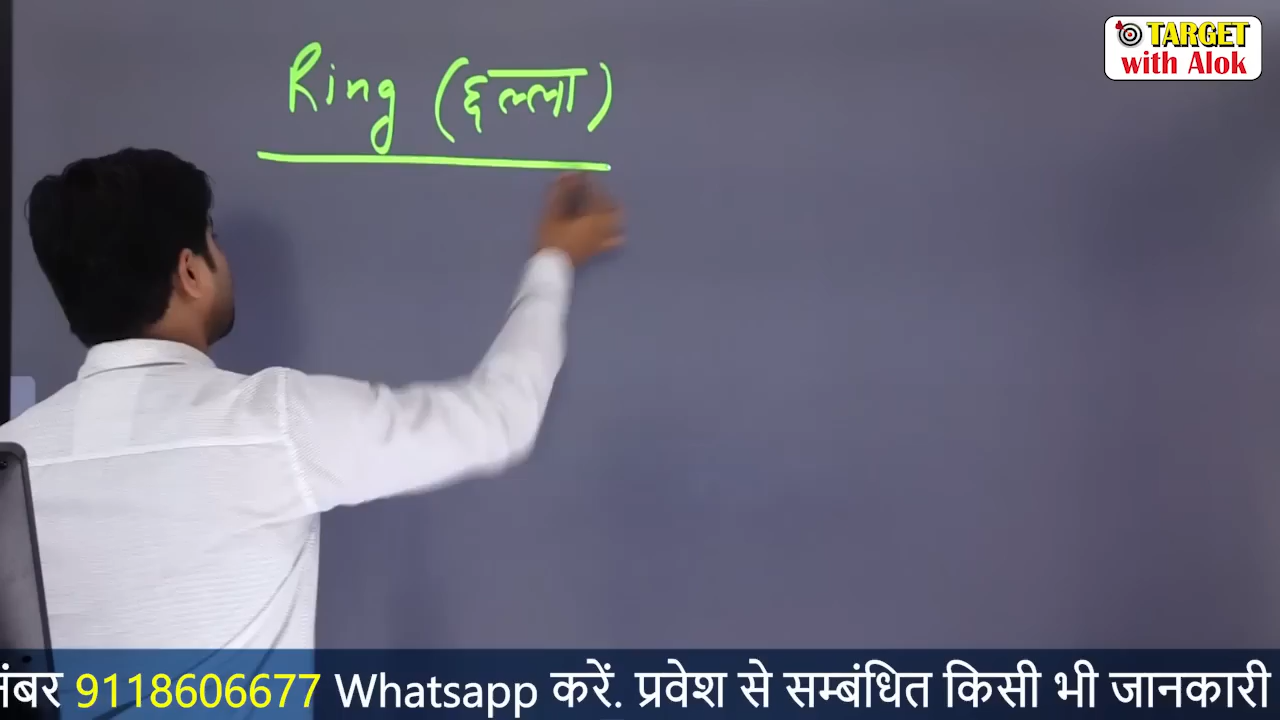 Ring (छल्ला)
TARGET
with Alok
नंबर 9118606677 Whatsapp करें. प्रवेश से सम्बंधित किसी भी जानकारी